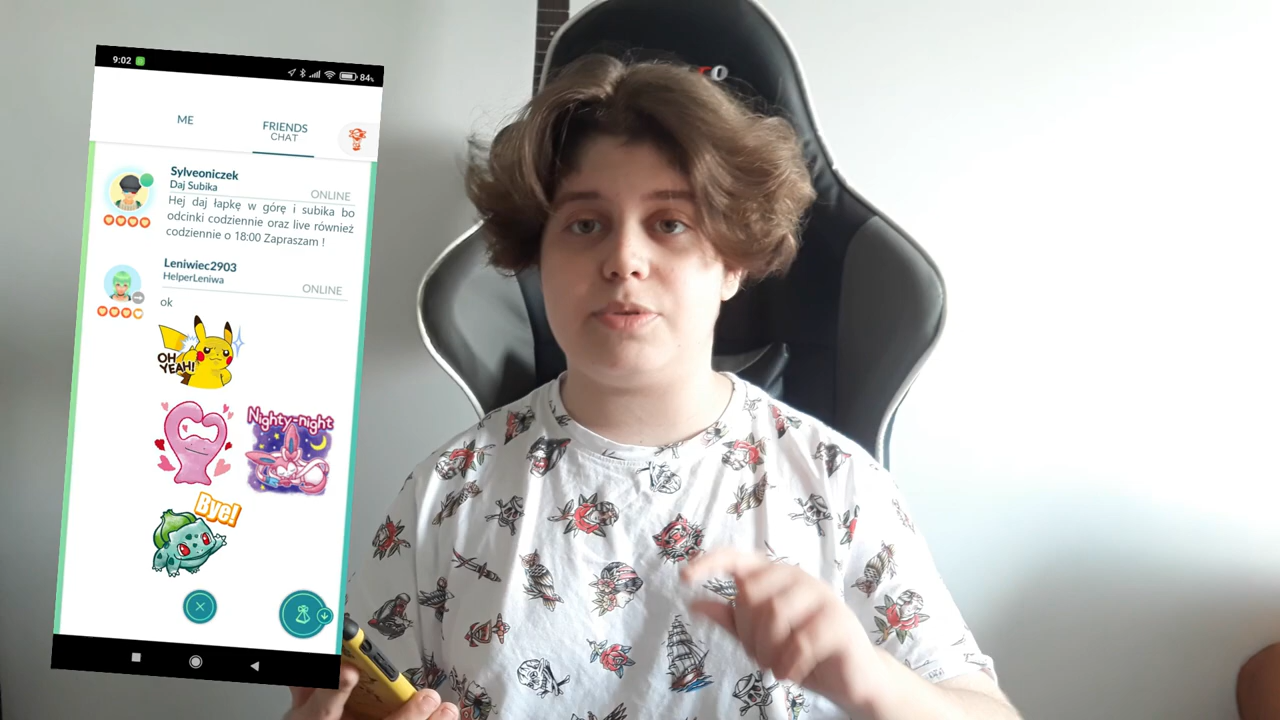 9:02
84%
ME
FRIENDS
CHAT
Sylveoniczek
Daj Subika
ONLINE
Hej daj łapkę w górę i subika bo
odcinki codziennie oraz live również
codziennie o 18:00 Zapraszam !
Leniwiec2903
HelperLeniwa
ONLINE
ok
OH
YEAH!
Nighty-night
Bye!